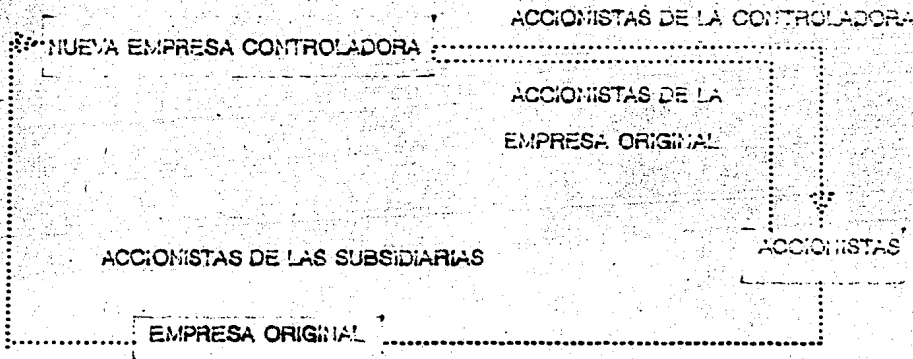 ACCIONISTAS DE LA CONTROLADORA
NUEVA EMPRESA CONTROLADORA
ACCIONISTAS DE LA
EMPRESA ORIGINAL
ACCIONISTAS
ACCIONISTAS DE LAS SUBSIDIARIAS
EMPRESA ORIGINAL